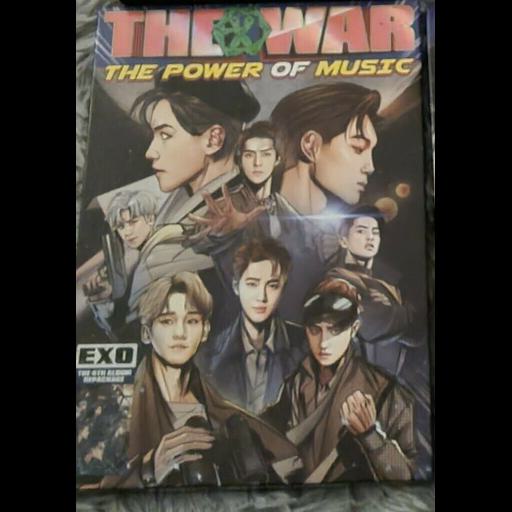 THE WAR
THE POWER OF MUSIC
EXO
THE 4TH ALBUM
REPACKAGE